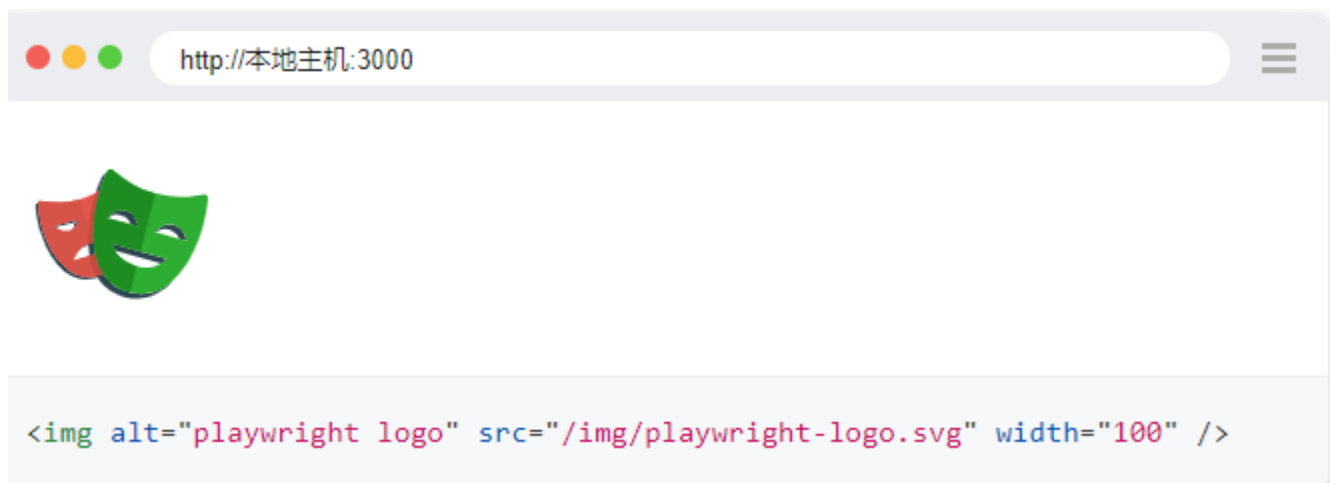 http://本地主机:3000
<img alt="playwright logo" src="/img/playwright-logo.svg" width="100" />